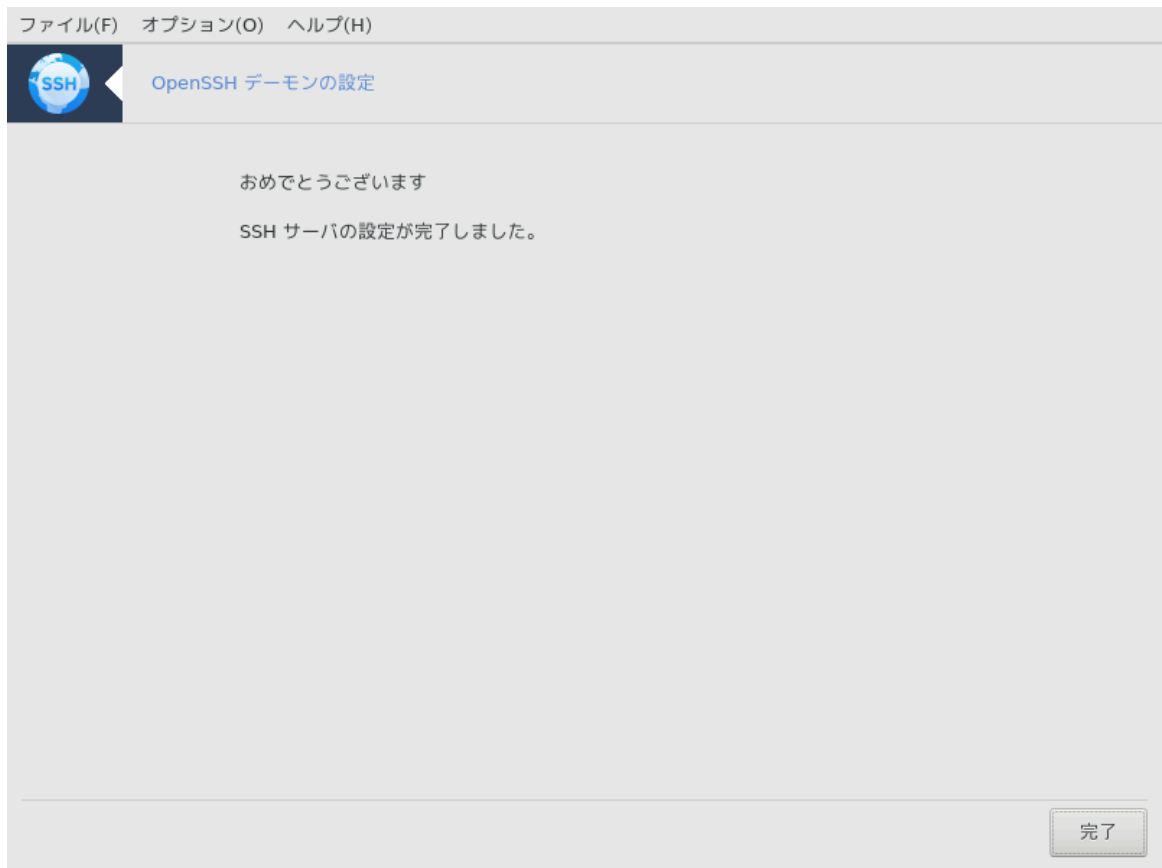 ファイル(F) オプション(O) ヘルプ(H)
SSH
OpenSSH デーモンの設定
おめでとうございます
SSH サーバの設定が完了しました。
完了